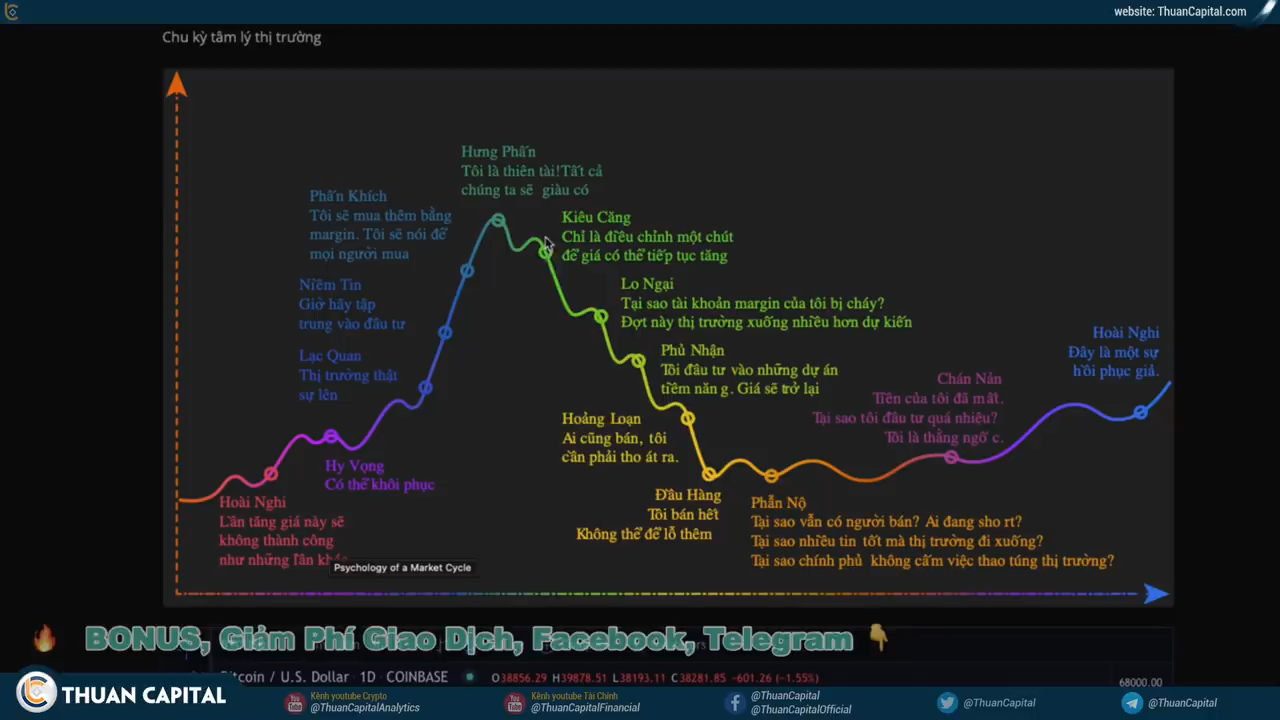 website: ThuanCapital.com
Chu kỳ tâm lý thị trường
Hưng Phấn
Tôi là thiên tài!Tất cả
chúng ta sẽ giàu có
Phấn Khích
Tôi sẽ mua thêm bằng
margin. Tôi sẽ nói để
mọi người mua
Kiêu Căng
Chỉ là điều chỉnh một chút
để giá có thể tiếp tục tăng
Niềm Tin
Giờ hãy tập
trung vào đầu tư
Lo Ngại
Tại sao tài khoản margin của tôi bị cháy?
Đợt này thị trường xuống nhiều hơn dự kiến
Lạc Quan
Thị trường thật
sự lên
Phủ Nhận
Tôi đầu tư vào những dự án
tiềm năn g. Giá sẽ trở lại
Hoài Nghi
Đây là một sự
hồi phục giả.
Chán Nản
Tiền của tôi đã mất.
Tại sao tôi đầu tư quá nhiều?
Tôi là thằng ngố c.
Hoảng Loạn
Ai cũng bán, tôi
cần phải tho át ra.
Hy Vọng
Có thể khôi phục
Đầu Hàng
Tôi bán hết
Không thể để lỗ thêm
Hoài Nghi
Lần tăng giá này sẽ
không thành công
như những lần
Phẫn Nộ
Tại sao vẫn có người bán? Ai đang sho rt?
Tại sao nhiều tin tốt mà thị trường đi xuống?
Tại sao chính phủ không cấm việc thao túng thị trường?
Psychology of a Market Cycle
BONUS, Giảm Phí Giao Dịch, Facebook, Telegram
Bitcoin / U.S. Dollar · 1D · COINBASE
O38856.29 H39878.51 L38193.11 C38281.85 -601.26 (-1.55%)
68000.00
THUAN CAPITAL
Kênh youtube Crypto
@ThuanCapitalAnalytics
Kênh youtube Tài Chính
@ThuanCapitalFinancial
@ThuanCapital
@ThuanCapitalOfficial
@ThuanCapital
@ThuanCapital